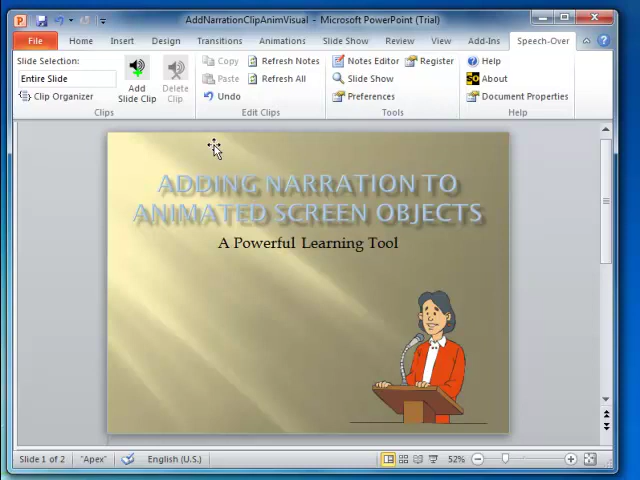 AddNarrationClipAnimVisual - Microsoft PowerPoint (Trial)
File Home Insert Design Transitions Animations Slide Show Review View Add-Ins Speech-Over
Slide Selection:
Entire Slide
Clip Organizer
Add Slide Clip
Delete Clip
Clips
Copy Refresh Notes
Paste Refresh All
Undo
Edit Clips
Notes Editor Register
Slide Show
Preferences
Tools
Help
SO About
Document Properties
Help
ADDING NARRATION TO
ANIMATED SCREEN OBJECTS
A Powerful Learning Tool
Slide 1 of 2 "Apex" English (U.S.) 52%